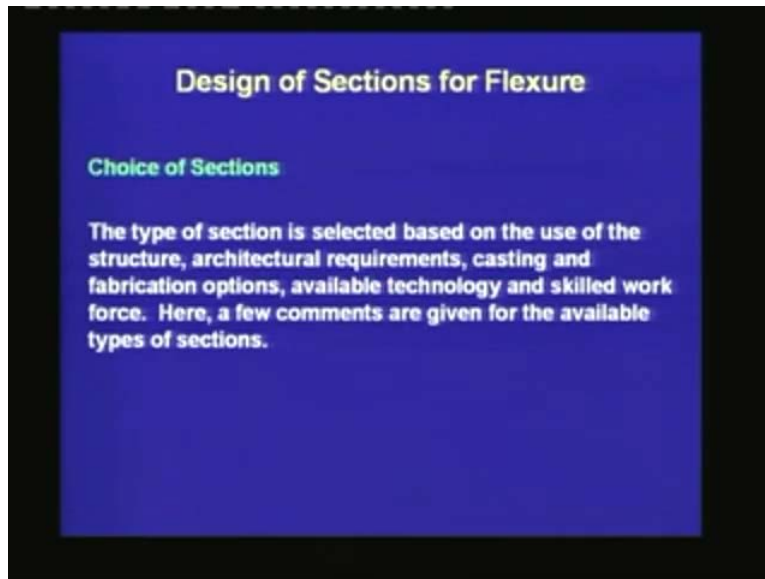 Design of Sections for Flexure
Choice of Sections
The type of section is selected based on the use of the
structure, architectural requirements, casting and
fabrication options, available technology and skilled work
force. Here, a few comments are given for the available
types of sections.